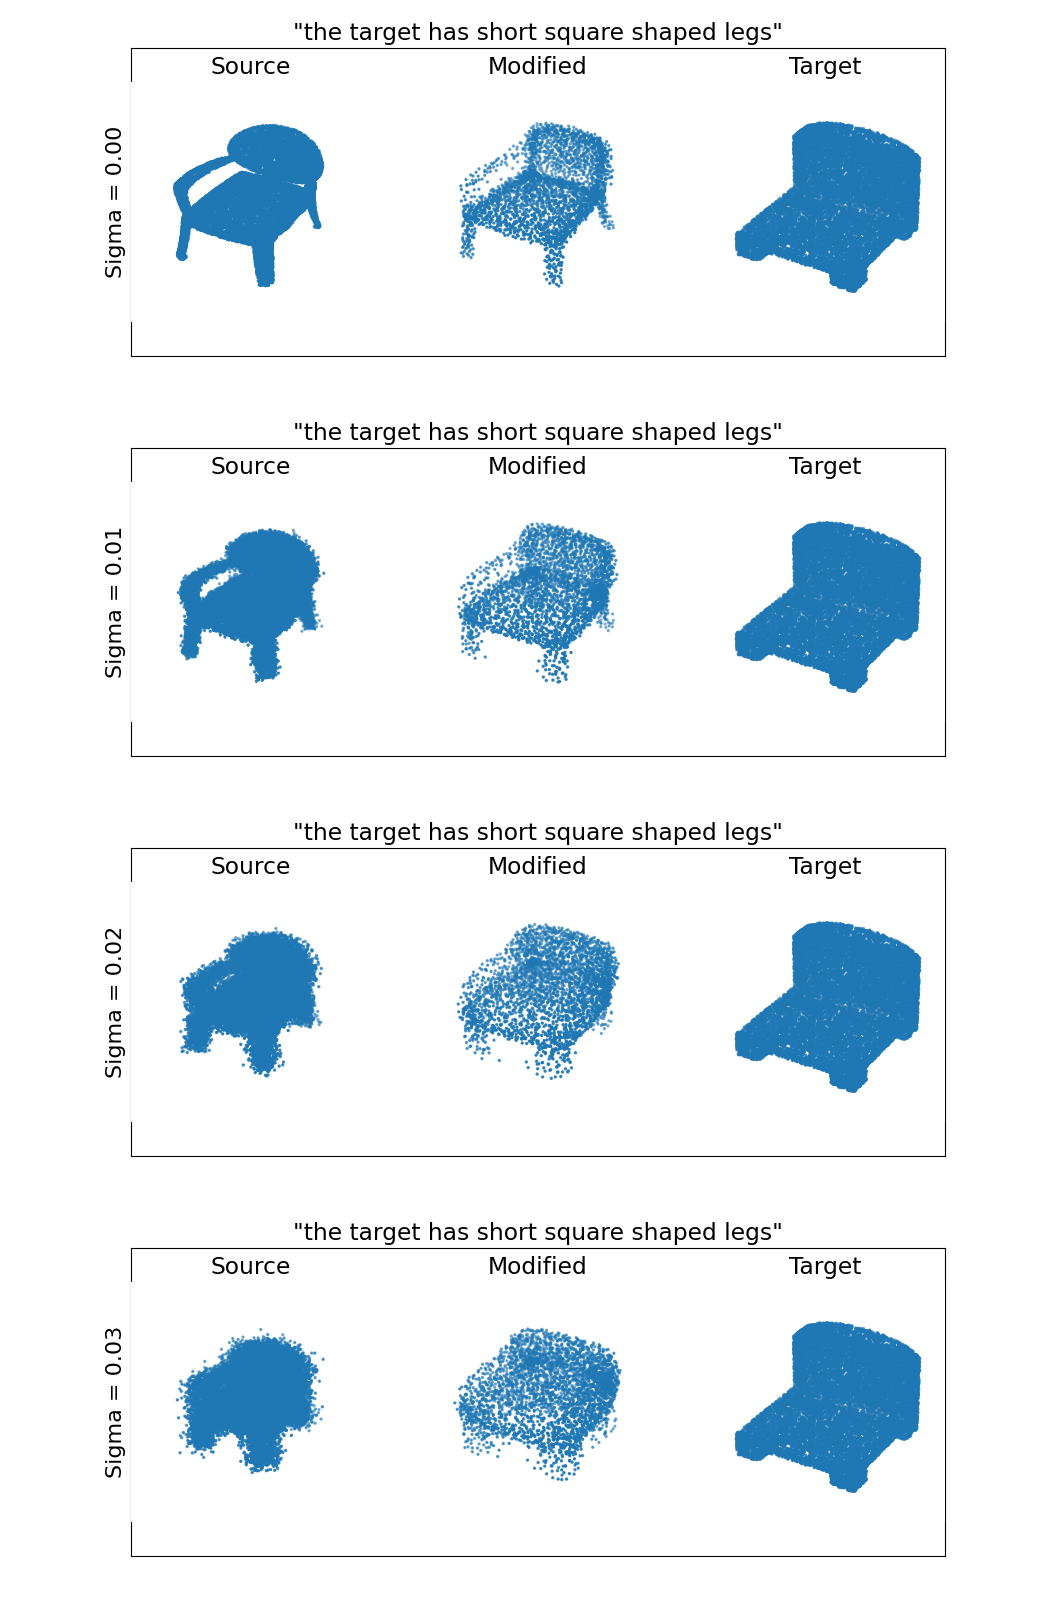 "the target has short square shaped legs"
Source Modified Target
Sigma = 0.00
"the target has short square shaped legs"
Source Modified Target
Sigma = 0.01
"the target has short square shaped legs"
Source Modified Target
Sigma = 0.02
"the target has short square shaped legs"
Source Modified Target
Sigma = 0.03